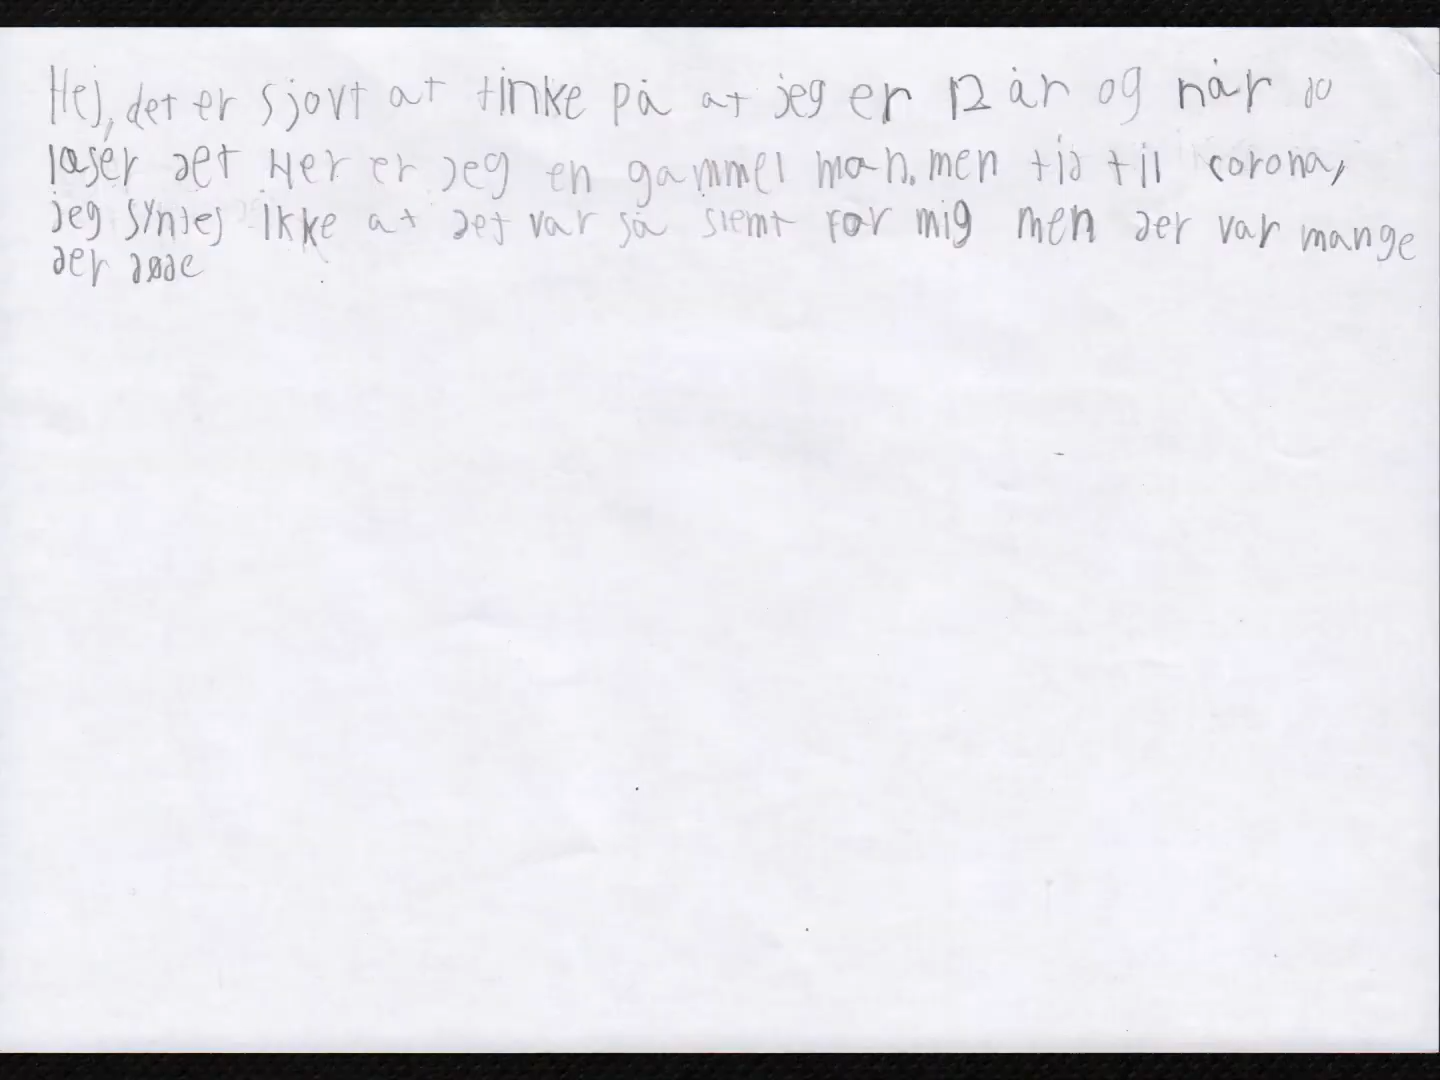 Hej, det er sjovt at tinke på at jeg er 12 år og når du
læser det Her er jeg en gammel man. men tid til corona,
jeg syntes ikke at det var så slemt for mig men der var mange
der døde